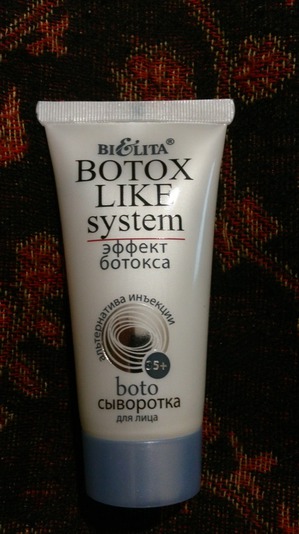 BIELITA®
BOTOX
LIKE
system
эффект
ботокса
альтернатива инъекции
35+
boto
сыворотка
для лица